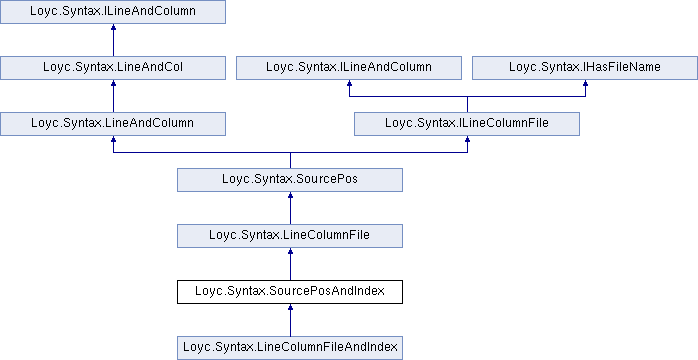 Loyc.Syntax.ILineAndColumn
Loyc.Syntax.LineAndCol
Loyc.Syntax.ILineAndColumn
Loyc.Syntax.IHasFileName
Loyc.Syntax.LineAndColumn
Loyc.Syntax.ILineColumnFile
Loyc.Syntax.SourcePos
Loyc.Syntax.LineColumnFile
Loyc.Syntax.SourcePosAndIndex
Loyc.Syntax.LineColumnFileAndIndex